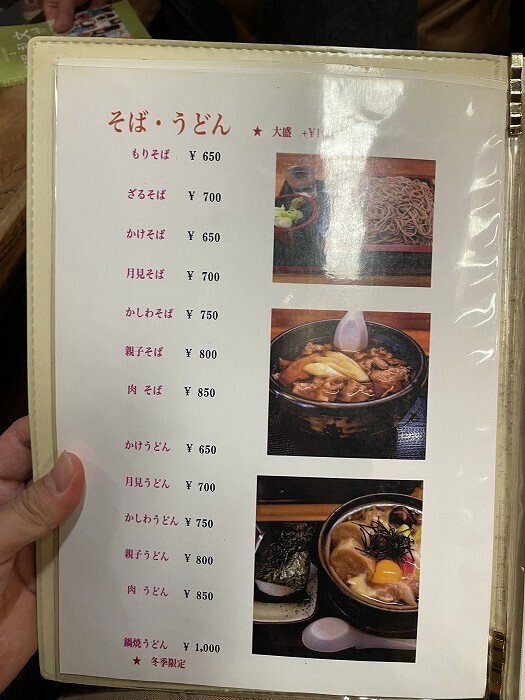 そば・うどん ★ 大盛
もりそば ¥ 650
ざるそば ¥ 700
かけそば ¥ 650
月見そば ¥ 700
かしわそば ¥ 750
親子そば ¥ 800
肉 そば ¥ 850
かけうどん ¥ 650
月見うどん ¥ 700
かしわうどん ¥ 750
親子うどん ¥ 800
肉 うどん ¥ 850
鍋焼うどん ¥ 1,000
★ 冬季限定